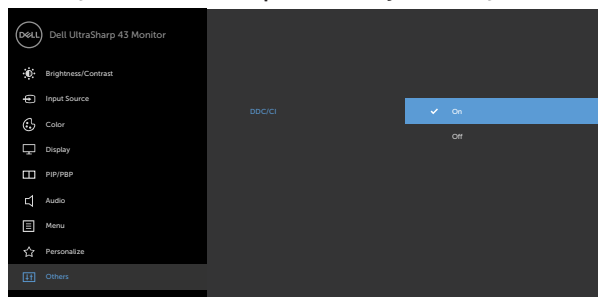 DELL
Dell UltraSharp 43 Monitor
Brightness/Contrast
Input Source
Color
Display
PIP/PBP
Audio
Menu
Personalize
Others
DDC/CI
On
Off